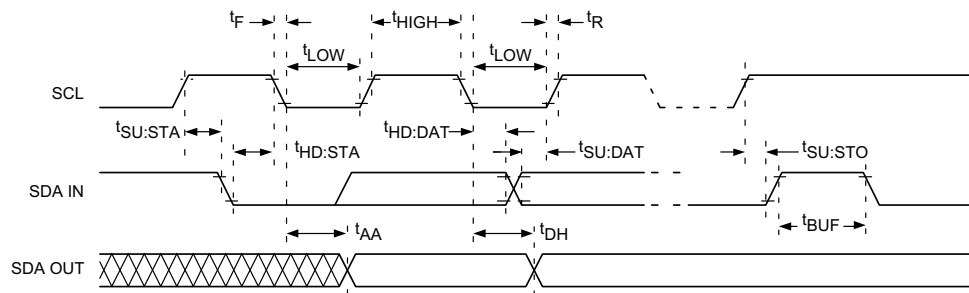 tF tHIGH tR
tLOW tLOW
SCL
tSU:STA tHD:STA tHD:DAT tSU:DAT tSU:STO
SDA IN
tAA tDH tBUF
SDA OUT